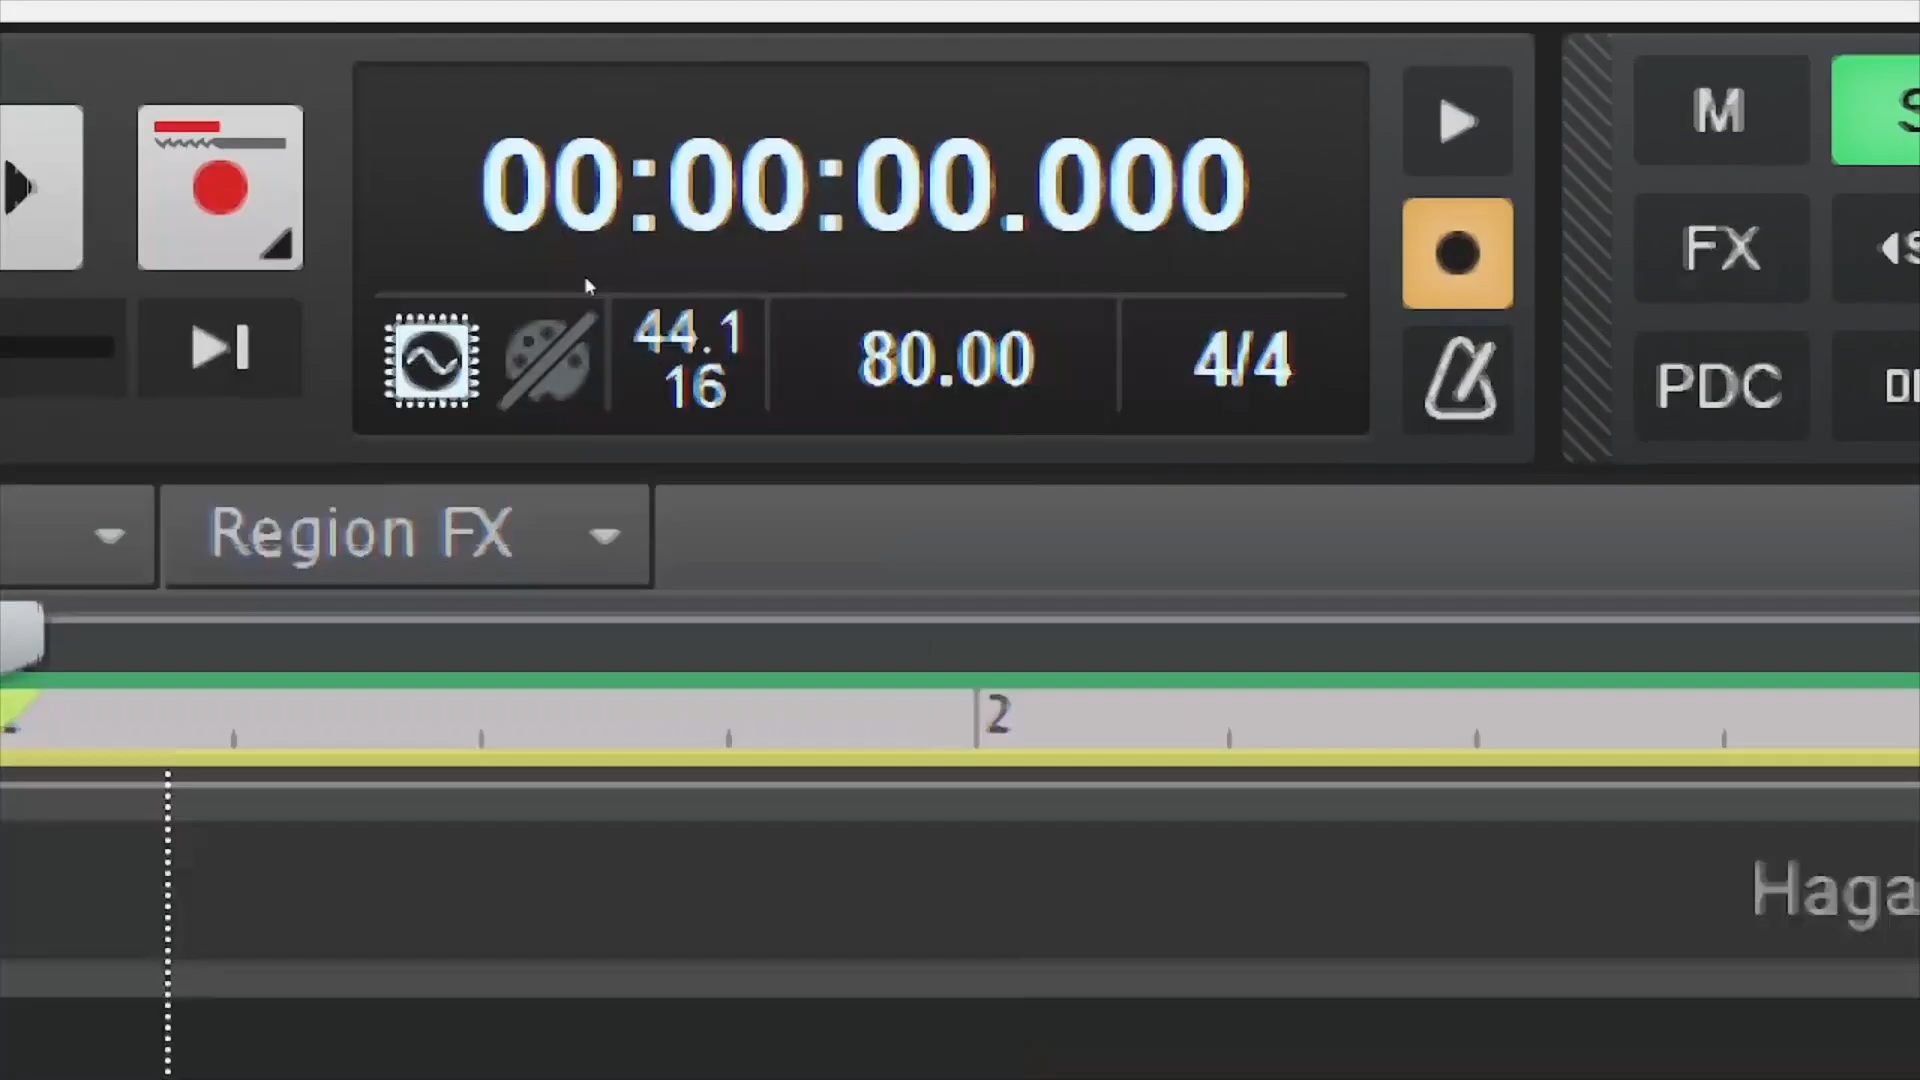 00:00:00.000
44.1
16
80.00
4/4
M
S
FX
PDC
Region FX
2
Haga